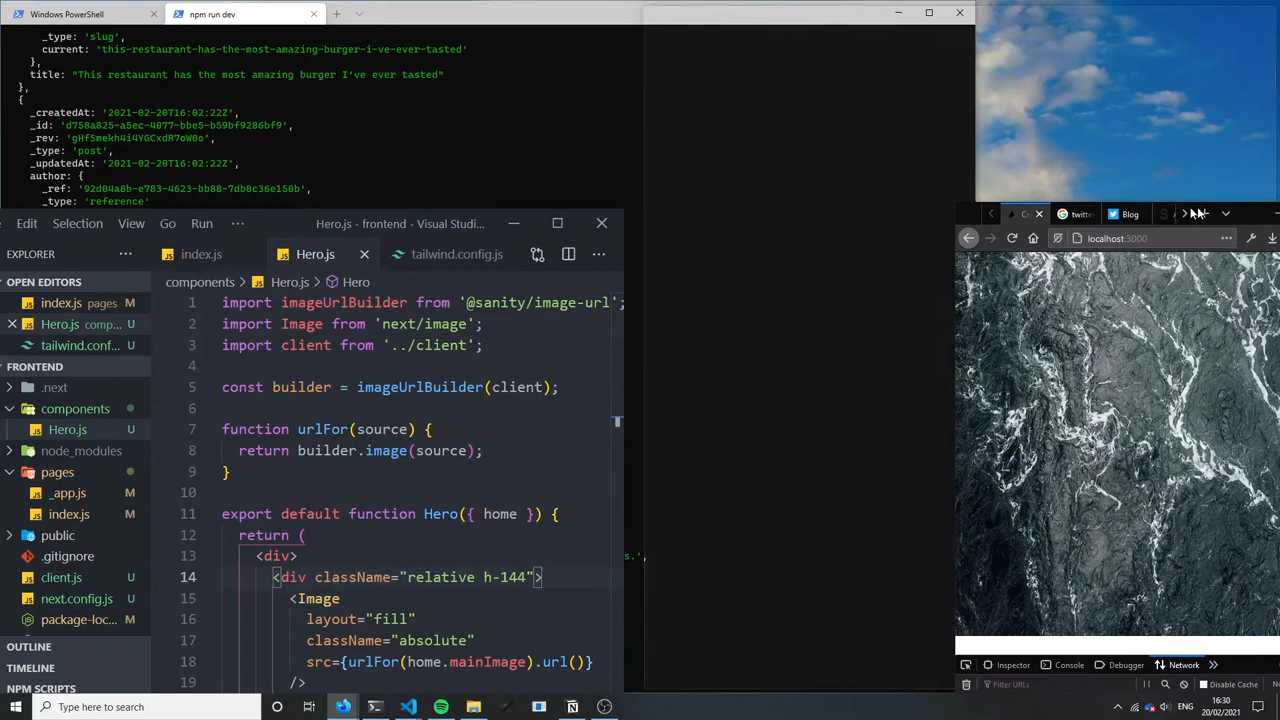 Windows PowerShell
npm run dev
_type: 'slug',
current: 'this-restaurant-has-the-most-amazing-burger-i-ve-ever-tasted'
},
title: "This restaurant has the most amazing burger I've ever tasted"
},
{
_createdAt: '2021-02-20T16:02:22Z',
_id: 'd758a825-a5ec-4077-bbe5-b59bf9286bf9',
_rev: 'gHfSmekh4i4YGCxdR7oW0o',
_type: 'post',
_updatedAt: '2021-02-20T16:02:22Z',
author: {
_ref: '92d04a8b-e783-4623-bb88-7db0c36e150b',
_type: 'reference'
s.',
Edit Selection View Go Run ··· Hero.js - frontend - Visual Studi...
EXPLORER
index.js
Hero.js
tailwind.config.js
components > Hero.js > Hero
OPEN EDITORS
index.js pages M
Hero.js comp... U
tailwind.conf... U
FRONTEND
.next
components
Hero.js U
node_modules
pages
_app.js M
index.js M
public
.gitignore
client.js U
next.config.js U
package-lo... M
OUTLINE
TIMELINE
NPM SCRIPTS
1 import imageUrlBuilder from '@sanity/image-url';
2 import Image from 'next/image';
3 import client from '../client';
4
5 const builder = imageUrlBuilder(client);
6
7 function urlFor(source) {
8 return builder.image(source);
9 }
10
11 export default function Hero({ home }) {
12 return (
13 <div>
14 <div className="relative h-144">
15 <Image
16 layout="fill"
17 className="absolute"
18 src={urlFor(home.mainImage).url()}
19 />
twitte
Blog
localhost:3000
Inspector Console Debugger Network
Filter URLs
Disable Cache
Type here to search
16:30
20/02/2021